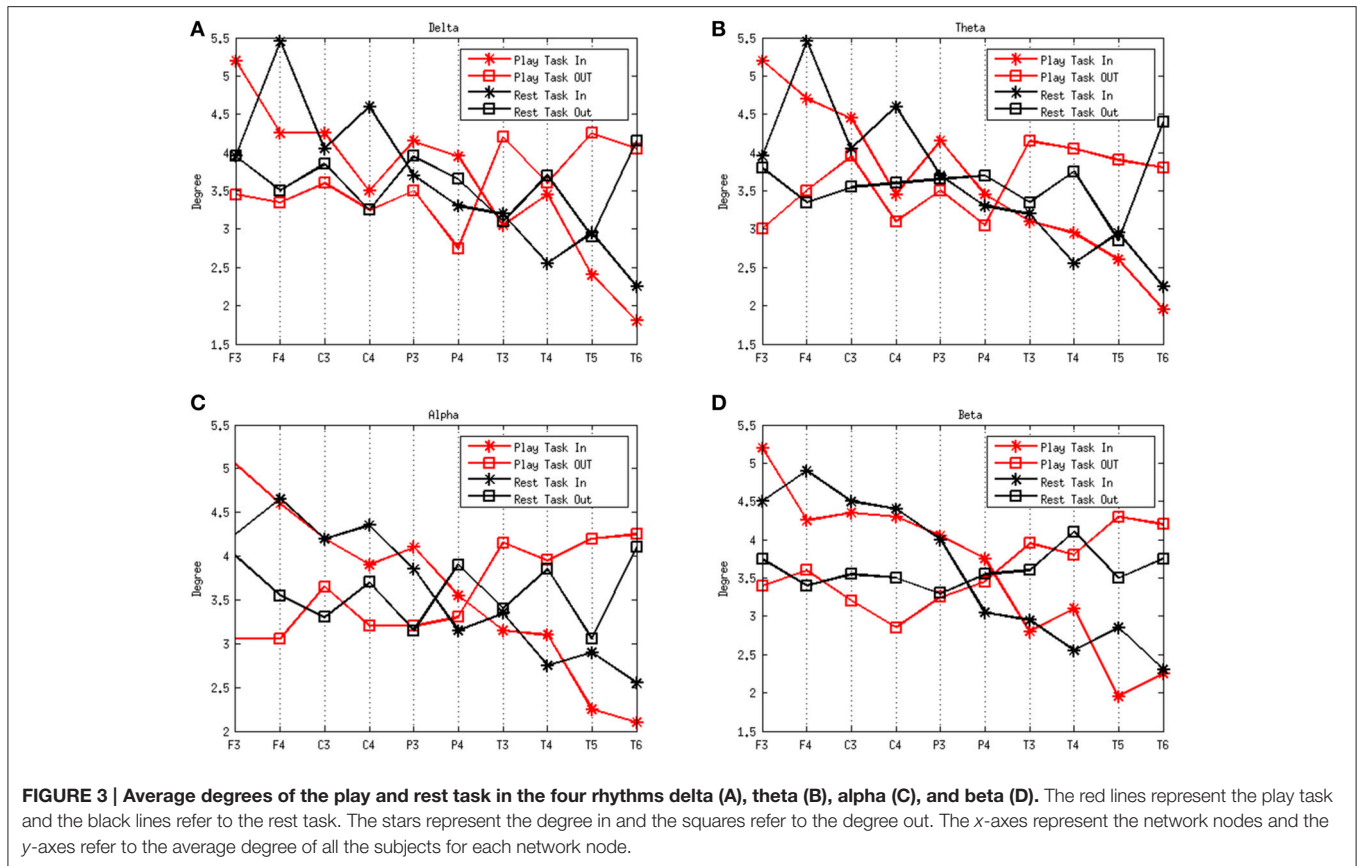 A
Delta
5.5
5
4.5
4
3.5
3
2.5
2
1.5
Degree
Play Task In
Play Task OUT
Rest Task In
Rest Task Out
F3 F4 C3 C4 P3 P4 T3 T4 T5 T6
B
Theta
5.5
5
4.5
4
3.5
3
2.5
2
1.5
Degree
Play Task In
Play Task OUT
Rest Task In
Rest Task Out
F3 F4 C3 C4 P3 P4 T3 T4 T5 T6
C
Alpha
5.5
5
4.5
4
3.5
3
2.5
2
Degree
Play Task In
Play Task OUT
Rest Task In
Rest Task Out
F3 F4 C3 C4 P3 P4 T3 T4 T5 T6
D
Beta
5.5
5
4.5
4
3.5
3
2.5
2
1.5
Degree
Play Task In
Play Task OUT
Rest Task In
Rest Task Out
F3 F4 C3 C4 P3 P4 T3 T4 T5 T6
FIGURE 3 | Average degrees of the play and rest task in the four rhythms delta (A), theta (B), alpha (C), and beta (D). The red lines represent the play task
and the black lines refer to the rest task. The stars represent the degree in and the squares refer to the degree out. The x-axes represent the network nodes and the
y-axes refer to the average degree of all the subjects for each network node.